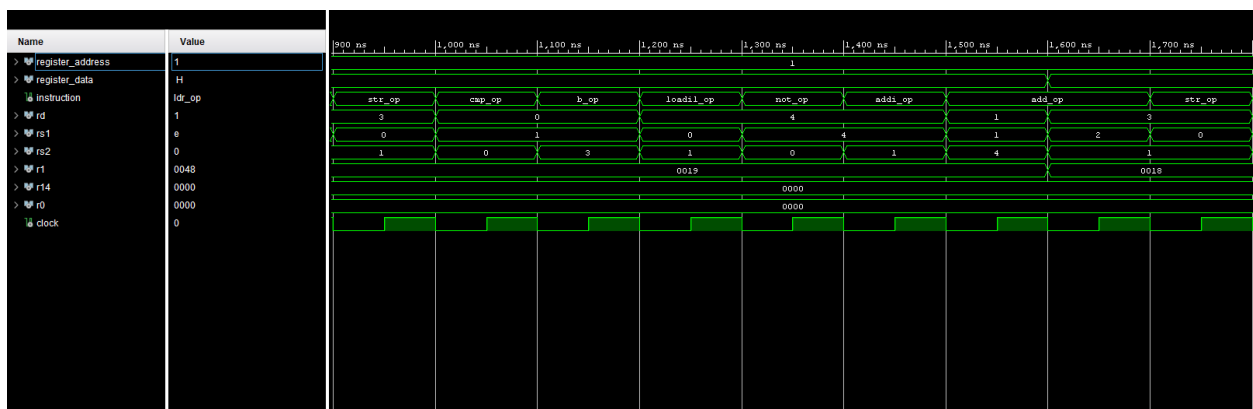 Name Value 900 ns 1,000 ns 1,100 ns 1,200 ns 1,300 ns 1,400 ns 1,500 ns 1,600 ns 1,700 ns
register_address 1 1
register_data H
instruction ldr_op str_op cmp_op b_op loadil_op not_op addi_op add_op str_op
rd 1 3 0 4 1 3
rs1 e 0 1 0 4 1 2 0
rs2 0 1 0 3 1 0 1 4 1
r1 0048 0019 0018
r14 0000 0000
r0 0000 0000
clock 0